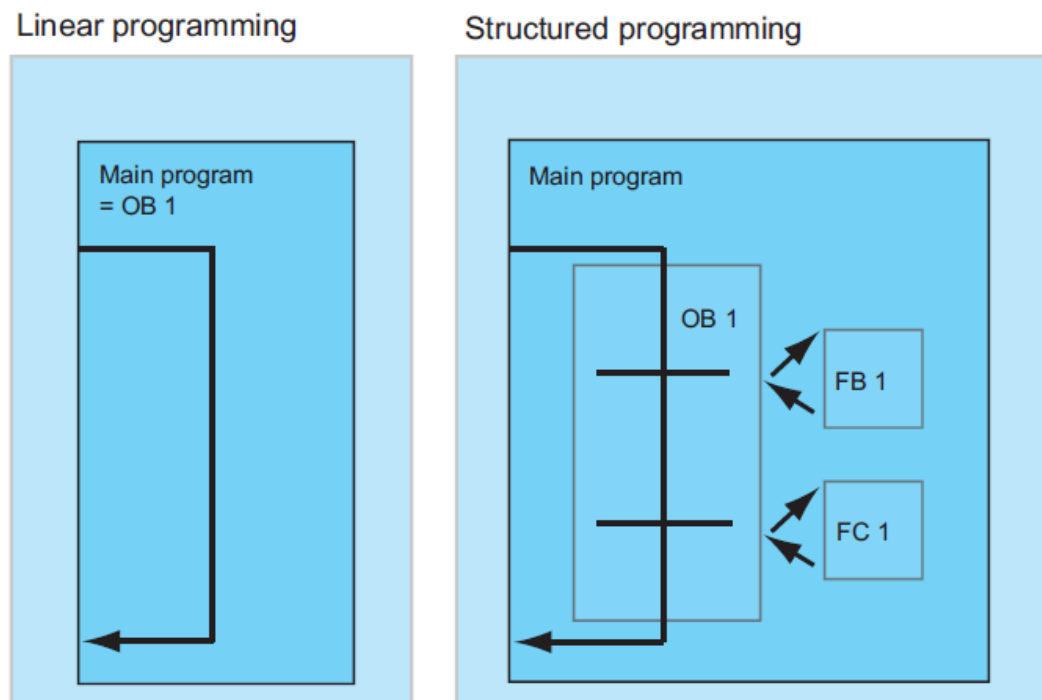 Linear programming
Structured programming
Main program
= OB 1
Main program
OB 1
FB 1
FC 1